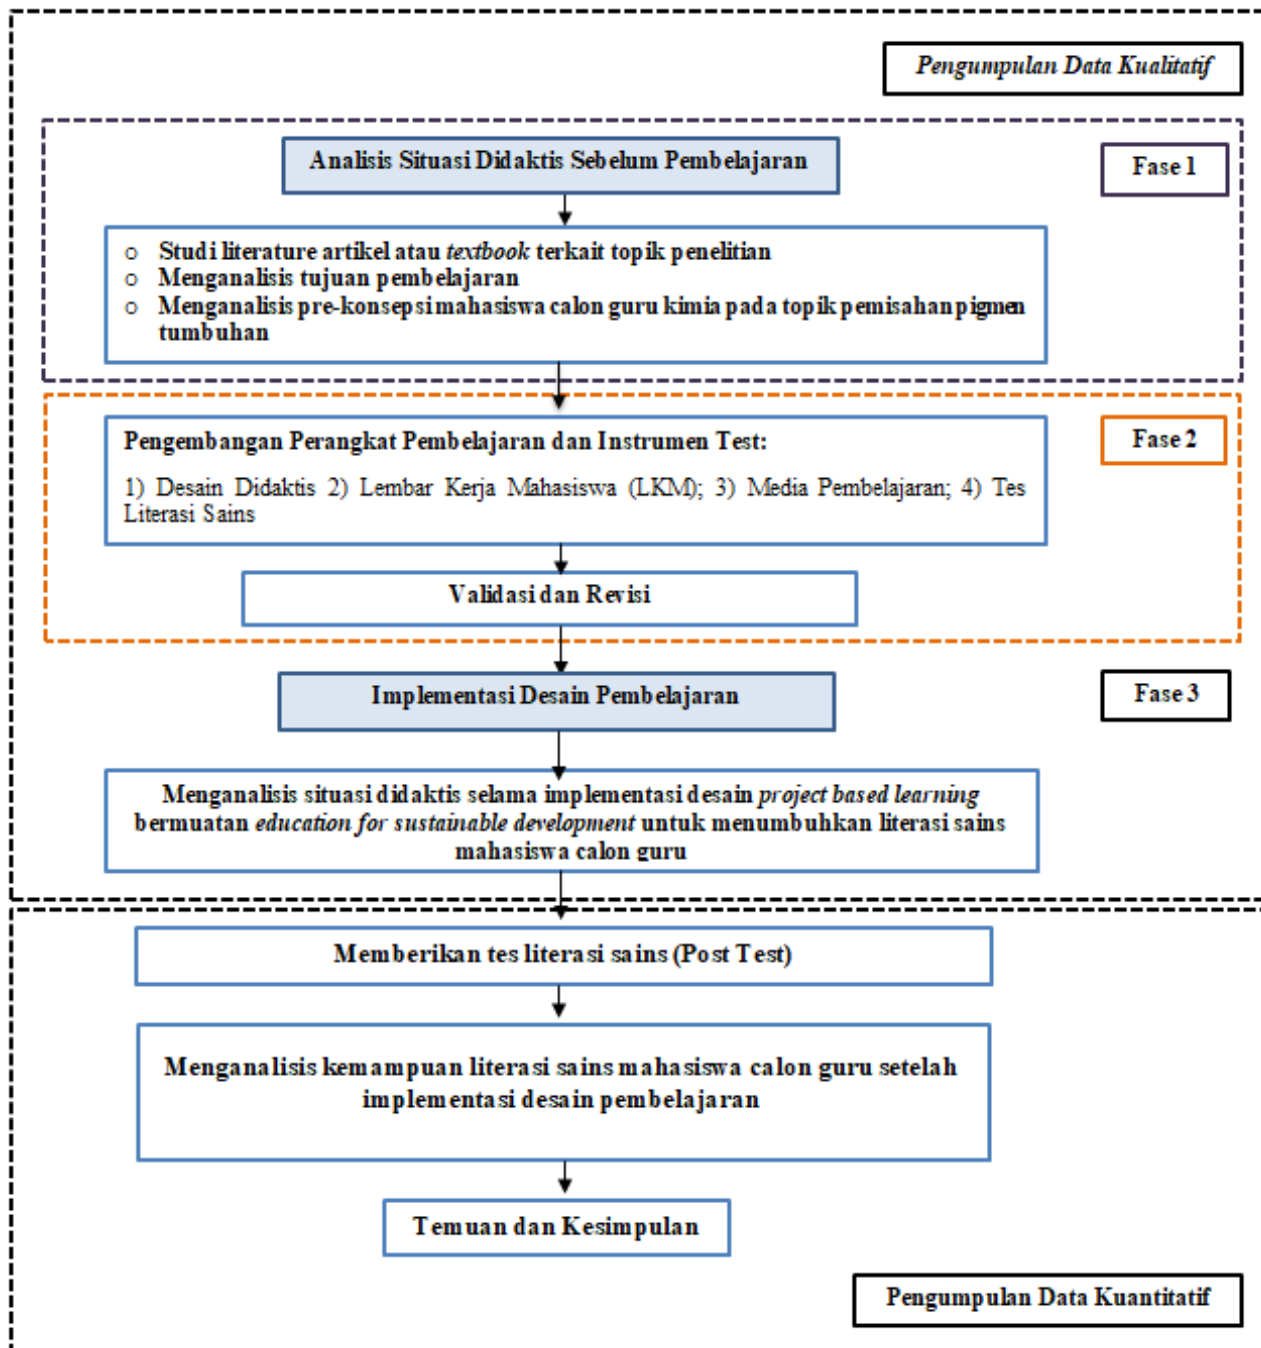 Pengumpulan Data Kualitatif
Analisis Situasi Didaktis Sebelum Pembelajaran
Fase 1
o Studi literature artikel atau textbook terkait topik penelitian
o Menganalisis tujuan pembelajaran
o Menganalisis pre-konsepsi mahasiswa calon guru kimia pada topik pemisahan pigmen
tumbuhan
Pengembangan Perangkat Pembelajaran dan Instrumen Test:
Fase 2
1) Desain Didaktis 2) Lembar Kerja Mahasiswa (LKM); 3) Media Pembelajaran; 4) Tes
Literasi Sains
Validasi dan Revisi
Implementasi Desain Pembelajaran
Fase 3
Menganalisis situasi didaktis selama implementasi desain project based learning
bermuatan education for sustainable development untuk menumbuhkan literasi sains
mahasiswa calon guru
Memberikan tes literasi sains (Post Test)
Menganalisis kemampuan literasi sains mahasiswa calon guru setelah
implementasi desain pembelajaran
Temuan dan Kesimpulan
Pengumpulan Data Kuantitatif